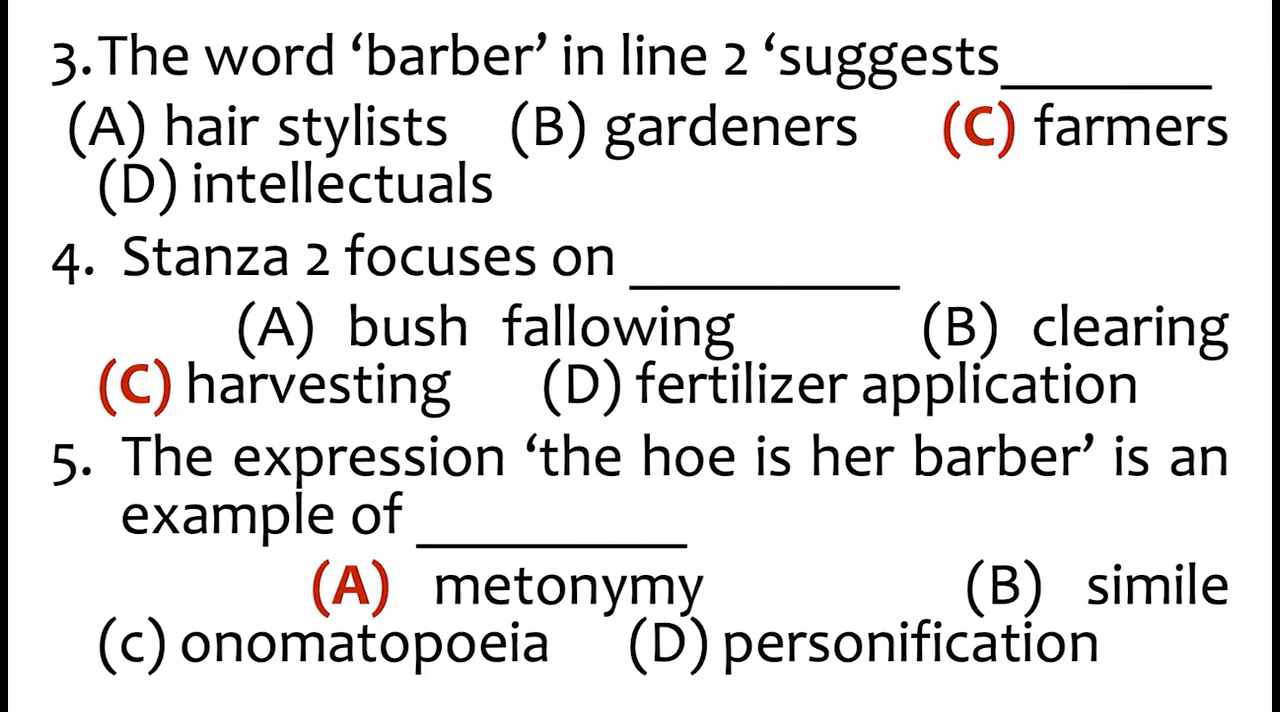 3. The word ‘barber’ in line 2 ‘suggests________
(A) hair stylists (B) gardeners (C) farmers
(D) intellectuals
4. Stanza 2 focuses on __________
(A) bush fallowing (B) clearing
(C) harvesting (D) fertilizer application
5. The expression ‘the hoe is her barber’ is an
example of __________
(A) metonymy (B) simile
(c) onomatopoeia (D) personification